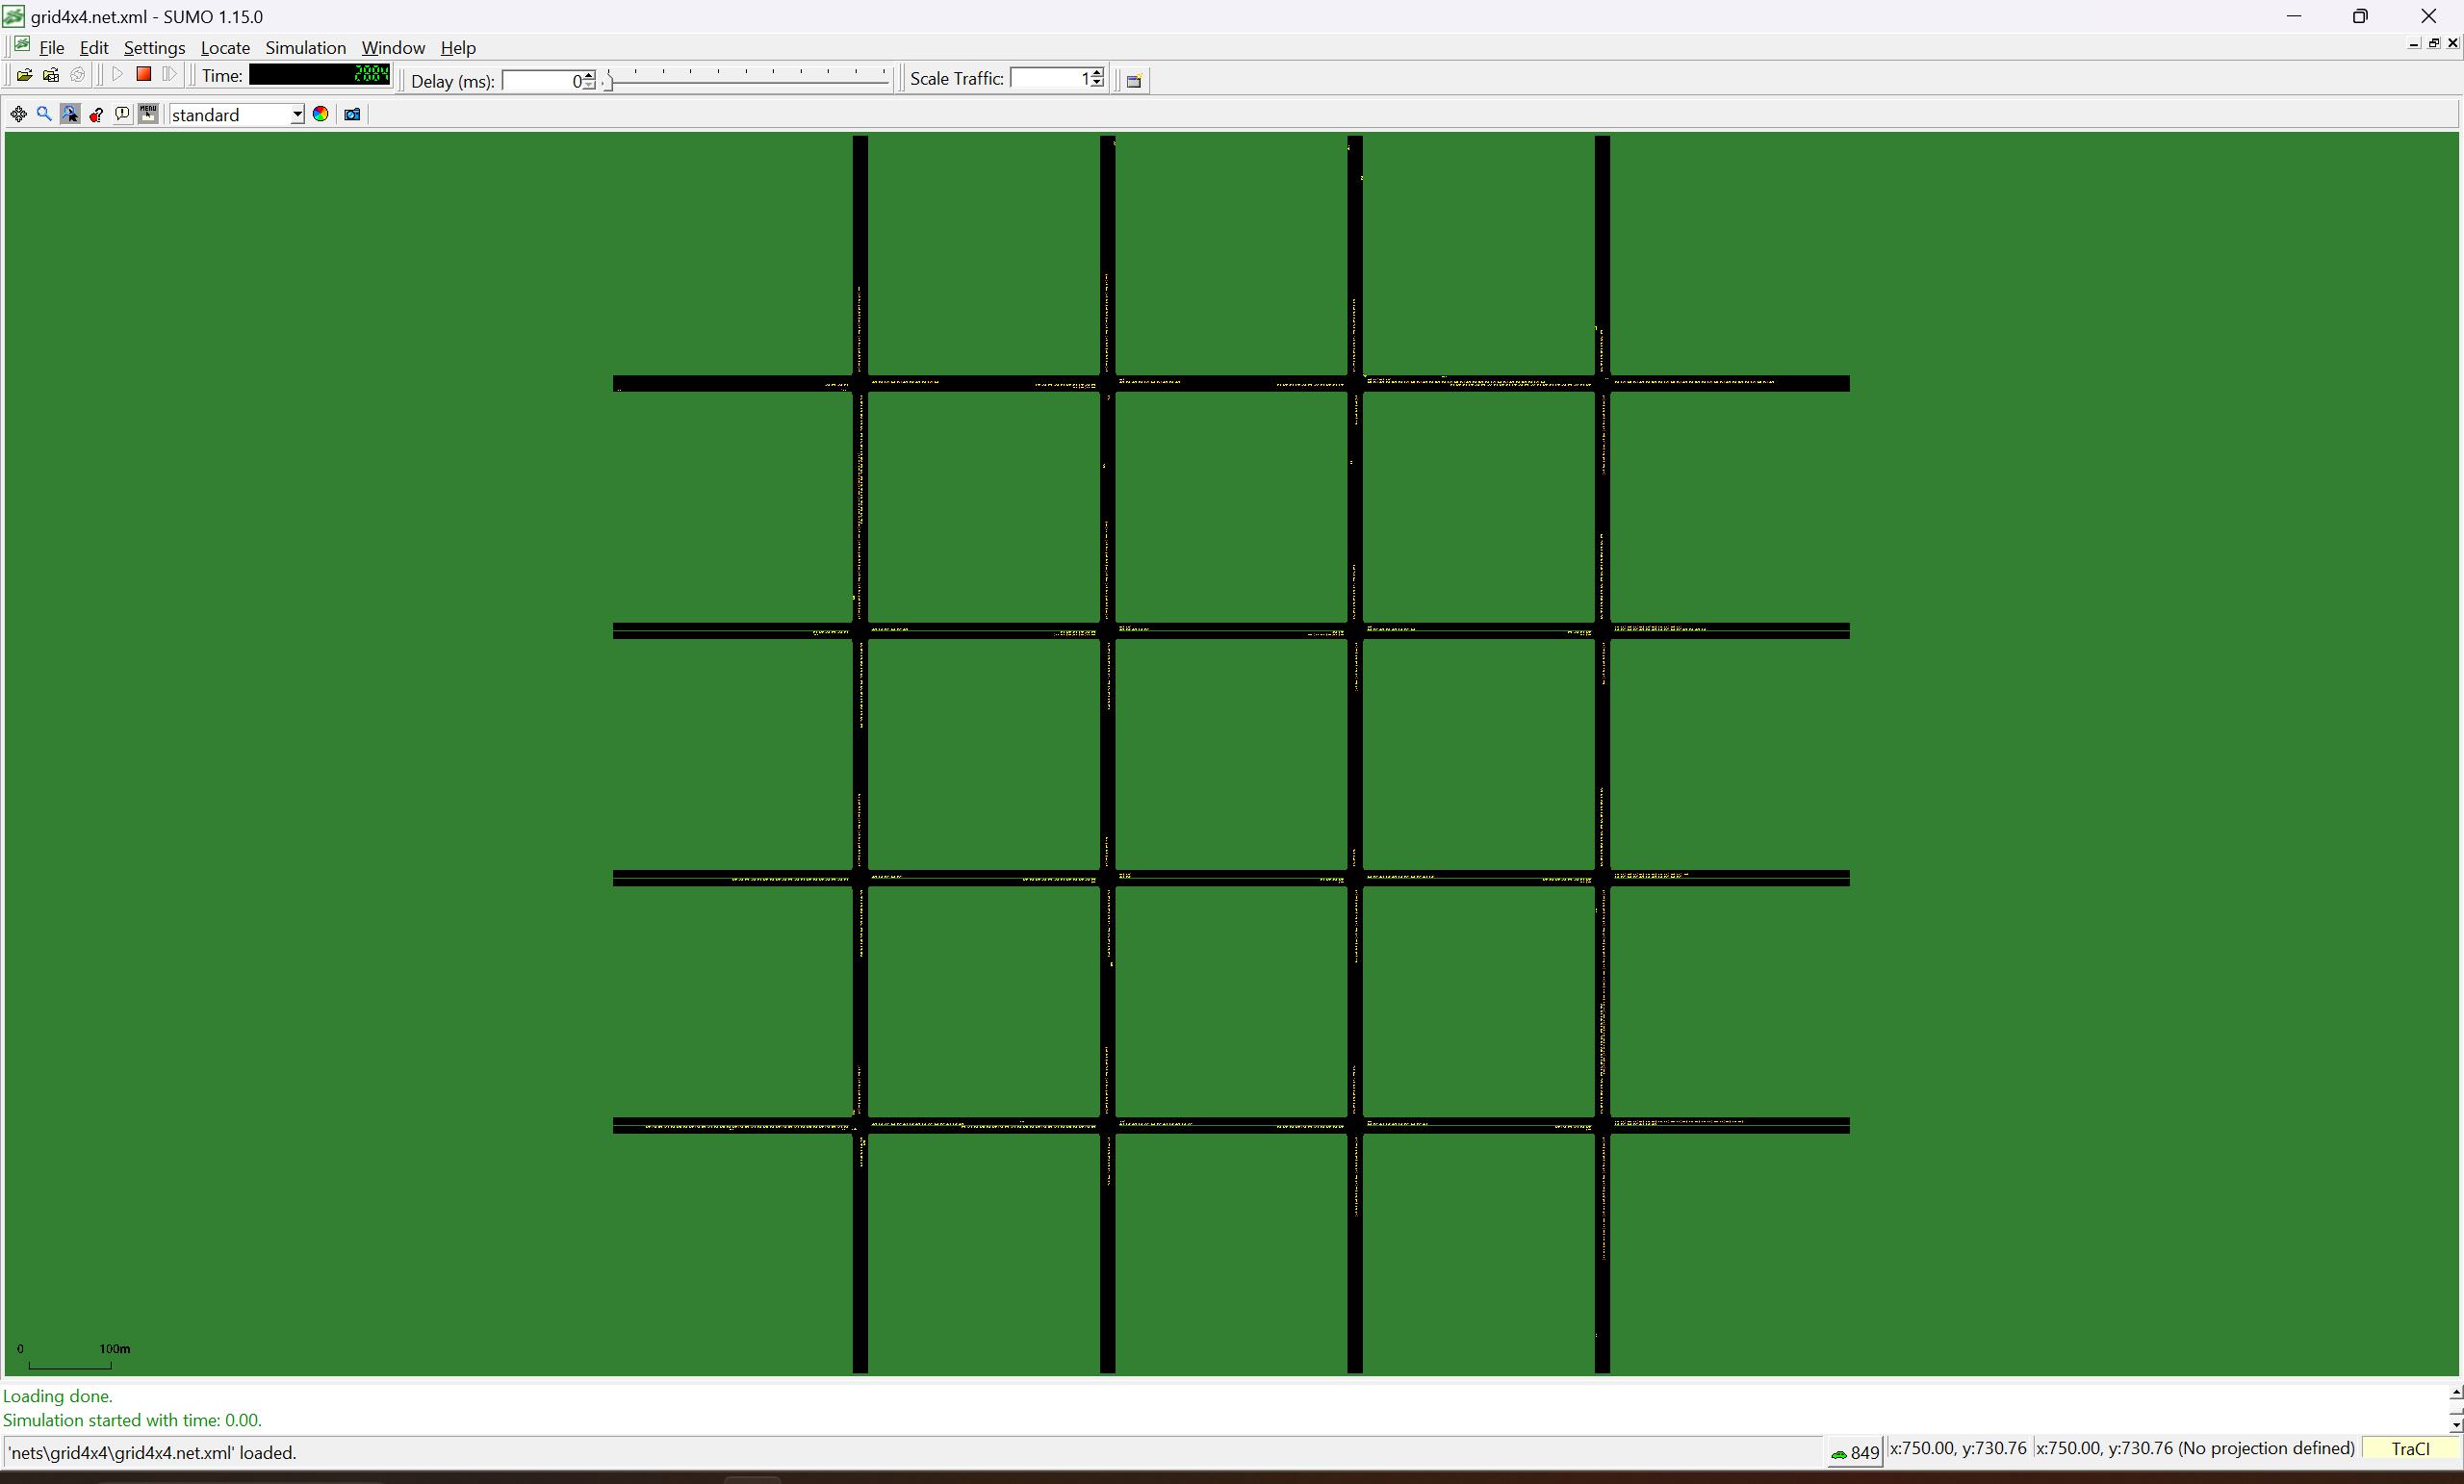 grid4x4.net.xml - SUMO 1.15.0
File Edit Settings Locate Simulation Window Help
Time: 2884 Delay (ms): 0 Scale Traffic: 1
MENU standard
0 100m
Loading done.
Simulation started with time: 0.00.
'nets\grid4x4\grid4x4.net.xml' loaded. 849 x:750.00, y:730.76 x:750.00, y:730.76 (No projection defined) TraCI